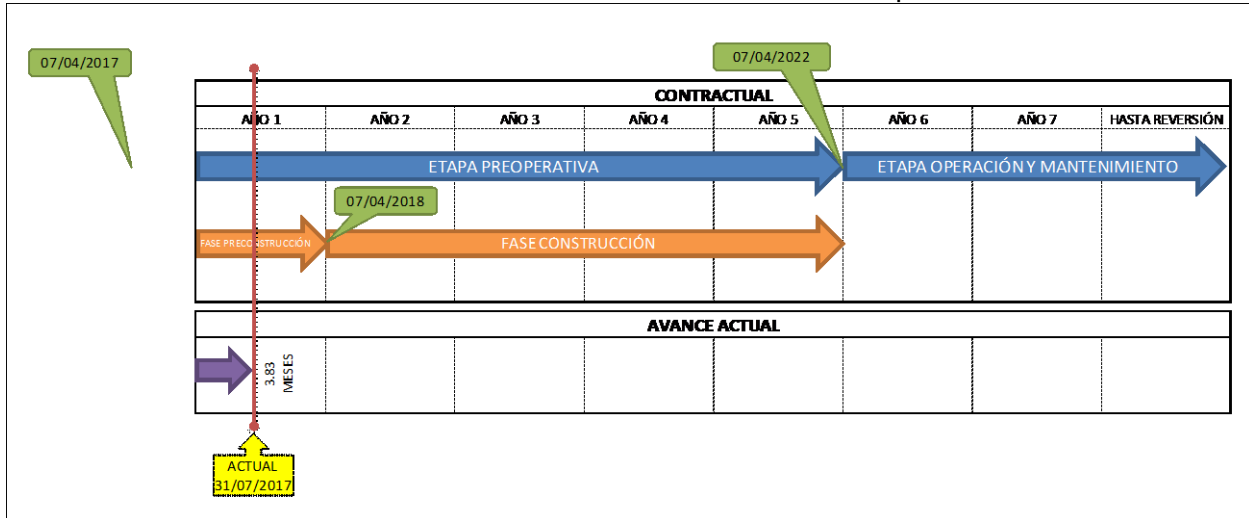 07/04/2017
07/04/2022
CONTRACTUAL
AÑO 1 AÑO 2 AÑO 3 AÑO 4 AÑO 5 AÑO 6 AÑO 7 HASTA REVERSIÓN
ETAPA PREOPERATIVA ETAPA OPERACIÓN Y MANTENIMIENTO
07/04/2018
FASE PRECONSTRUCCIÓN FASE CONSTRUCCIÓN
AVANCE ACTUAL
3.83
MESES
ACTUAL
31/07/2017